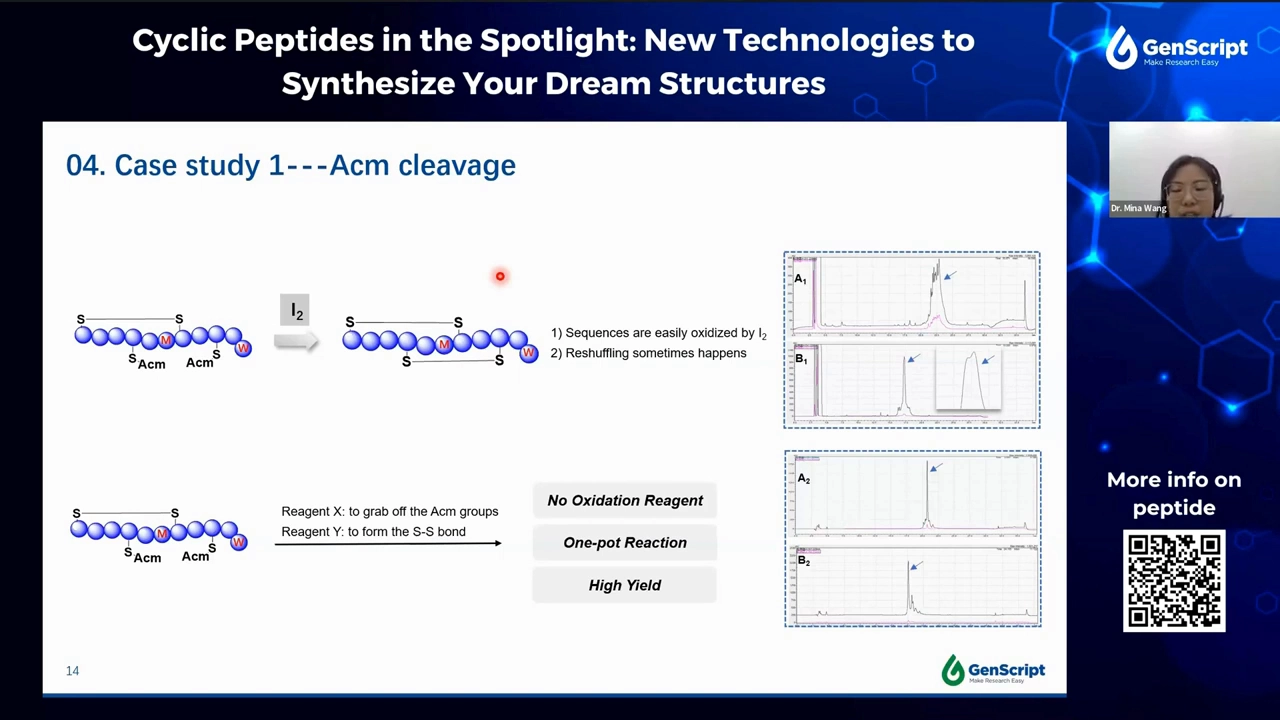 Cyclic Peptides in the Spotlight: New Technologies to
Synthesize Your Dream Structures
GenScript
Make Research Easy
Dr. Mina Wang
04. Case study 1---Acm cleavage
S S
M
W
S Acm Acm S
I2
S S
M
W
S S
1) Sequences are easily oxidized by I2
2) Reshuffling sometimes happens
A1
B1
S S
M
W
S Acm Acm S
Reagent X: to grab off the Acm groups
Reagent Y: to form the S-S bond
No Oxidation Reagent
One-pot Reaction
High Yield
A2
B2
More info on
peptide
14
GenScript
Make Research Easy